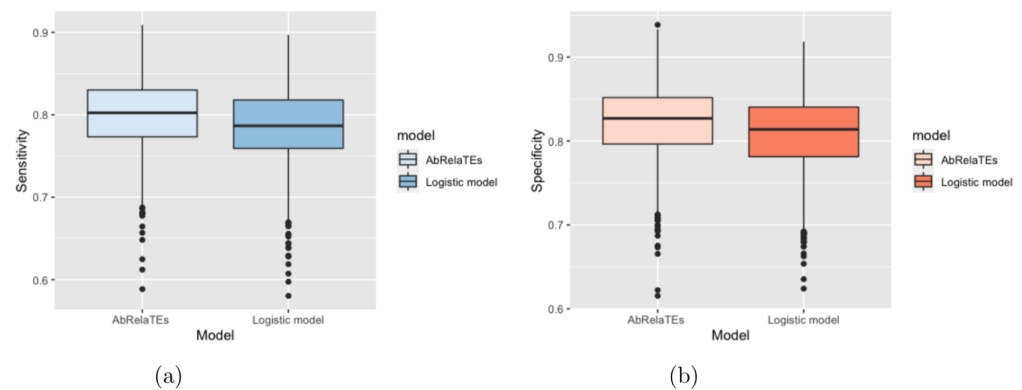 Sensitivity
0.9
0.8
0.7
0.6
AbRelaTEs
Logistic model
Model
model
AbRelaTEs
Logistic model
(a)
Specificity
0.9
0.8
0.7
0.6
AbRelaTEs
Logistic model
Model
model
AbRelaTEs
Logistic model
(b)